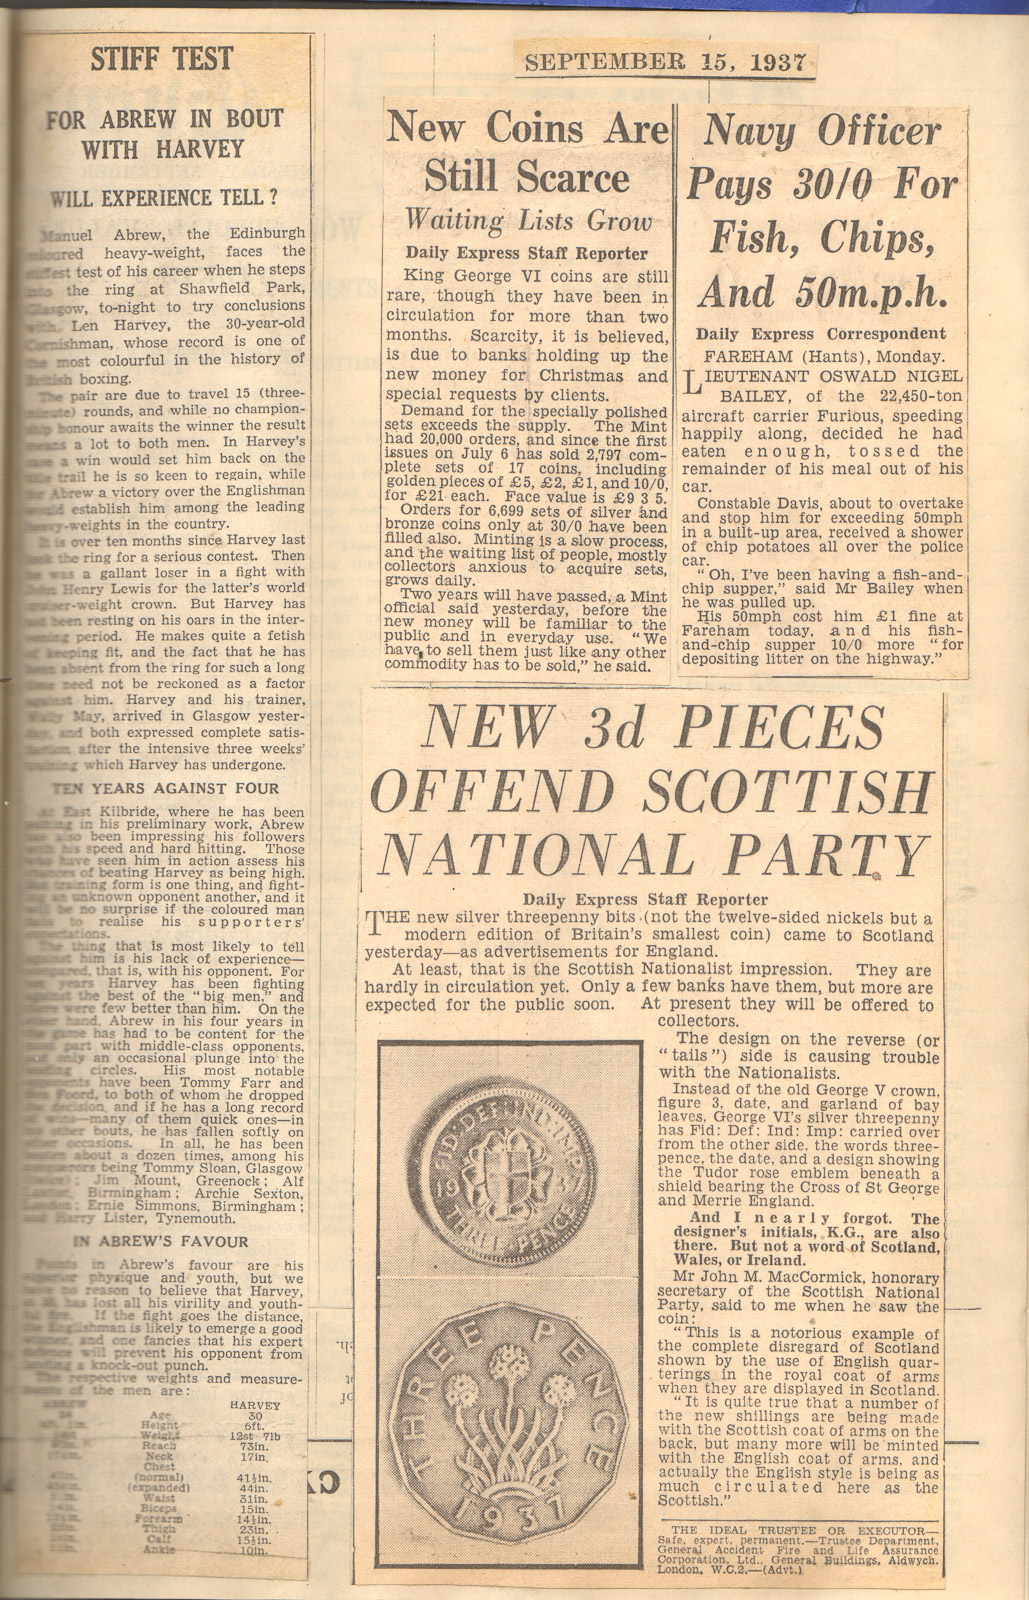 STIFF TEST
FOR ABREW IN BOUT
WITH HARVEY
WILL EXPERIENCE TELL?
Manuel Abrew, the Edinburgh
heavy-weight, faces the
test of his career when he steps
the ring at Shawfield Park,
to-night to try conclusions
Len Harvey, the 30-year-old
whose record is one of
most colourful in the history of
boxing.
The pair are due to travel 15 (three-
rounds, and while no champion-
honour awaits the winner the result
a lot to both men. In Harvey's
a win would set him back on the
trail he is so keen to regain, while
Abrew a victory over the Englishman
establish him among the leading
-weights in the country.
It is over ten months since Harvey last
the ring for a serious contest. Then
was a gallant loser in a fight with
Henry Lewis for the latter's world
-weight crown. But Harvey has
been resting on his oars in the inter-
period. He makes quite a fetish
keeping fit, and the fact that he has
absent from the ring for such a long
need not be reckoned as a factor
him. Harvey and his trainer,
May, arrived in Glasgow yester-
and both expressed complete satis-
after the intensive three weeks'
which Harvey has undergone.
TEN YEARS AGAINST FOUR
East Kilbride, where he has been
in his preliminary work, Abrew
been impressing his followers
speed and hard hitting. Those
have seen him in action assess his
of beating Harvey as being high.
training form is one thing, and fight-
unknown opponent another, and it
be no surprise if the coloured man
to realise his supporters'
The thing that is most likely to tell
him is his lack of experience—
that is, with his opponent. For
years Harvey has been fighting
the best of the "big men," and
were few better than him. On the
Abrew in his four years in
has had to be content for the
part with middle-class opponents,
only an occasional plunge into the
circles. His most notable
have been Tommy Farr and
to both of whom he dropped
decision, and if he has a long record
—many of them quick ones—in
bouts, he has fallen softly on
occasions. In all, he has been
about a dozen times, among his
being Tommy Sloan, Glasgow
; Jim Mount, Greenock; Alf
Birmingham; Archie Sexton,
Ernie Simmons, Birmingham;
Harry Lister, Tynemouth.
IN ABREW'S FAVOUR
Points in Abrew's favour are his
physique and youth, but we
no reason to believe that Harvey,
has lost all his virility and youth-
If the fight goes the distance,
Englishman is likely to emerge a good
and one fancies that his expert
will prevent his opponent from
a knock-out punch.
The respective weights and measure-
of the men are:
HARVEY
Age 30
Height 6ft.
Weight 12st 7lb
Reach 73in.
Neck 17in.
Chest
(normal) 41½in.
(expanded) 44in.
Waist 31in.
Biceps 15in.
Forearm 14½in.
Thigh 23in.
Calf 15½in.
Ankle 10in.
SEPTEMBER 15, 1937
New Coins Are
Still Scarce
Waiting Lists Grow
Daily Express Staff Reporter
King George VI coins are still
rare, though they have been in
circulation for more than two
months. Scarcity, it is believed,
is due to banks holding up the
new money for Christmas and
special requests by clients.
Demand for the specially polished
sets exceeds the supply. The Mint
had 20,000 orders, and since the first
issues on July 6 has sold 2,797 com-
plete sets of 17 coins, including
golden pieces of £5, £2, £1, and 10/0,
for £21 each. Face value is £9 3 5.
Orders for 6,699 sets of silver and
bronze coins only at 30/0 have been
filled also. Minting is a slow process,
and the waiting list of people, mostly
collectors anxious to acquire sets,
grows daily.
Two years will have passed, a Mint
official said yesterday, before the
new money will be familiar to the
public and in everyday use. "We
have to sell them just like any other
commodity has to be sold," he said.
Navy Officer
Pays 30/0 For
Fish, Chips,
And 50m.p.h.
Daily Express Correspondent
FAREHAM (Hants), Monday.
LIEUTENANT OSWALD NIGEL
BAILEY, of the 22,450-ton
aircraft carrier Furious, speeding
happily along, decided he had
eaten enough, tossed the
remainder of his meal out of his
car.
Constable Davis, about to overtake
and stop him for exceeding 50mph
in a built-up area, received a shower
of chip potatoes all over the police
car.
"Oh, I've been having a fish-and-
chip supper," said Mr Bailey when
he was pulled up.
His 50mph cost him £1 fine at
Fareham today, and his fish-
and-chip supper 10/0 more "for
depositing litter on the highway."
NEW 3d PIECES
OFFEND SCOTTISH
NATIONAL PARTY
Daily Express Staff Reporter
THE new silver threepenny bits (not the twelve-sided nickels but a
modern edition of Britain's smallest coin) came to Scotland
yesterday—as advertisements for England.
At least, that is the Scottish Nationalist impression. They are
hardly in circulation yet. Only a few banks have them, but more are
expected for the public soon. At present they will be offered to
collectors.
The design on the reverse (or
"tails") side is causing trouble
with the Nationalists.
Instead of the old George V crown,
figure 3, date, and garland of bay
leaves, George VI's silver threepenny
has Fid: Def: Ind: Imp: carried over
from the other side, the words three-
pence, the date, and a design showing
the Tudor rose emblem beneath a
shield bearing the Cross of St George
and Merrie England.
And I nearly forgot. The
designer's initials, K.G., are also
there. But not a word of Scotland,
Wales, or Ireland.
Mr John M. MacCormick, honorary
secretary of the Scottish National
Party, said to me when he saw the
coin:
"This is a notorious example of
the complete disregard of Scotland
shown by the use of English quar-
terings in the royal coat of arms
when they are displayed in Scotland.
"It is quite true that a number of
the new shillings are being made
with the Scottish coat of arms on the
back, but many more will be minted
with the English coat of arms, and
actually the English style is being as
much circulated here as the
Scottish."
THE IDEAL TRUSTEE OR EXECUTOR—
Safe, expert, permanent.—Trustee Department,
General Accident Fire and Life Assurance
Corporation, Ltd., General Buildings, Aldwych,
London, W.C.2.—(Advt.)
FID:DEF:IND:IMP
1937
THREE PENCE
THREE PENCE
1937